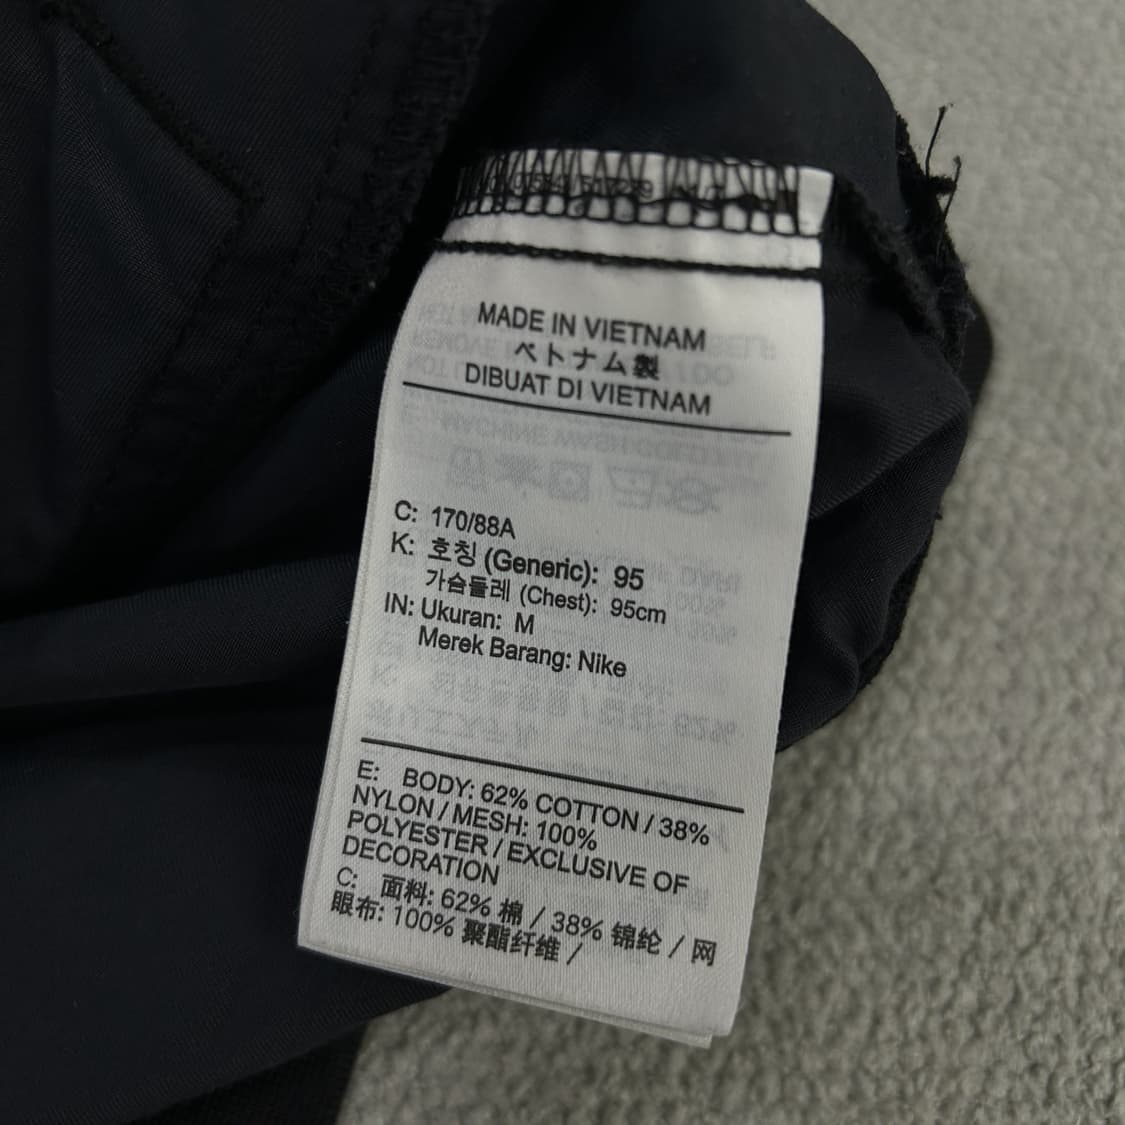 MADE IN VIETNAM
ベトナム製
DIBUAT DI VIETNAM
C: 170/88A
K: 호칭 (Generic): 95
가슴둘레 (Chest): 95cm
IN: Ukuran: M
Merek Barang: Nike
E: BODY: 62% COTTON / 38%
NYLON / MESH: 100%
POLYESTER / EXCLUSIVE OF
DECORATION
C: 面料: 62% 棉 / 38% 锦纶 / 网
眼布: 100% 聚酯纤维 /